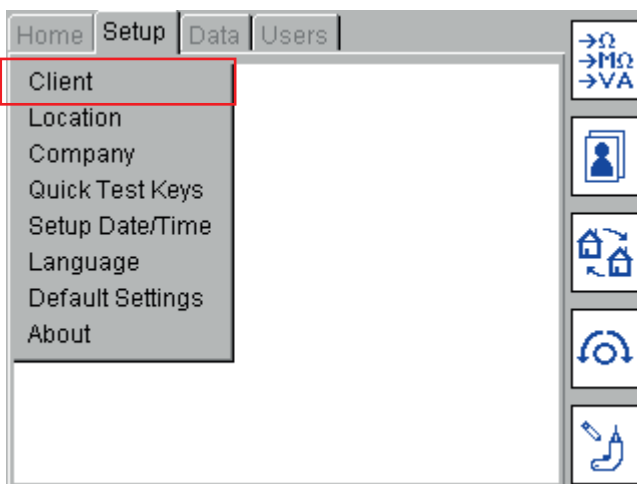 Home Setup Data Users
Client
Location
Company
Quick Test Keys
Setup Date/Time
Language
Default Settings
About
→Ω
→MΩ
→VA